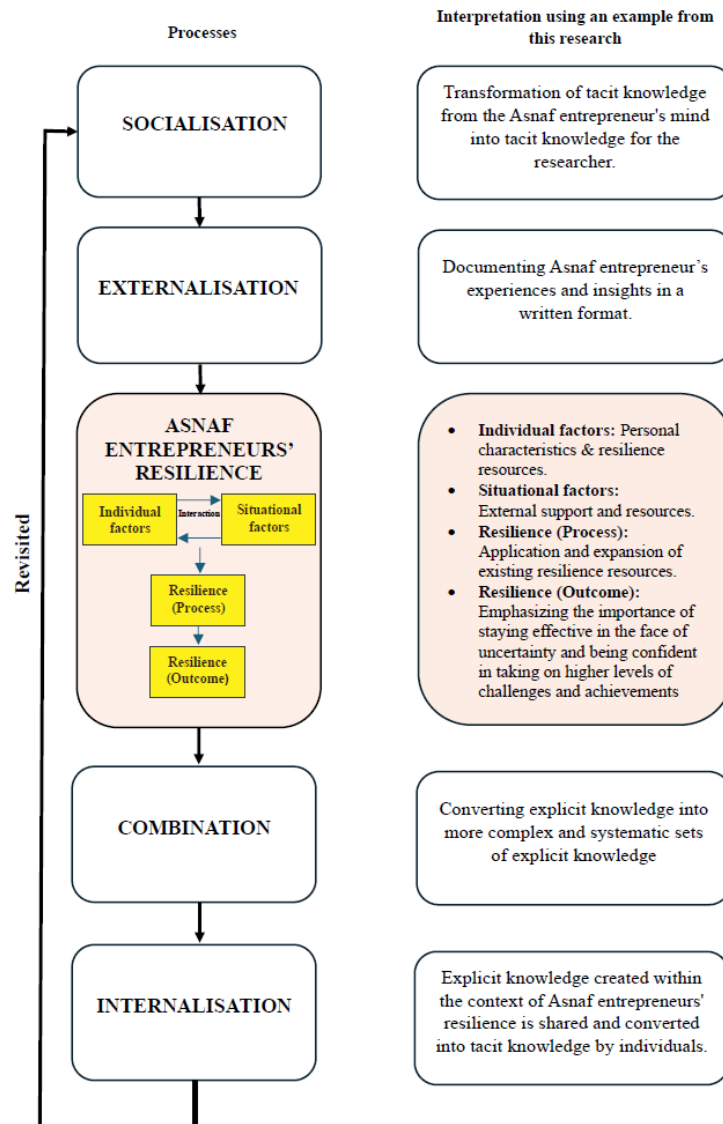 Processes
Interpretation using an example from
this research
SOCIALISATION
Transformation of tacit knowledge
from the Asnaf entrepreneur's mind
into tacit knowledge for the
researcher.
EXTERNALISATION
Documenting Asnaf entrepreneur’s
experiences and insights in a
written format.
ASNAF
ENTREPRENEURS’
RESILIENCE
Individual
factors
Interaction
Situational
factors
Resilience
(Process)
Resilience
(Outcome)
• Individual factors: Personal
characteristics & resilience
resources.
• Situational factors:
External support and resources.
• Resilience (Process):
Application and expansion of
existing resilience resources.
• Resilience (Outcome):
Emphasizing the importance of
staying effective in the face of
uncertainty and being confident
in taking on higher levels of
challenges and achievements
Revisited
COMBINATION
Converting explicit knowledge into
more complex and systematic sets
of explicit knowledge
INTERNALISATION
Explicit knowledge created within
the context of Asnaf entrepreneurs'
resilience is shared and converted
into tacit knowledge by individuals.